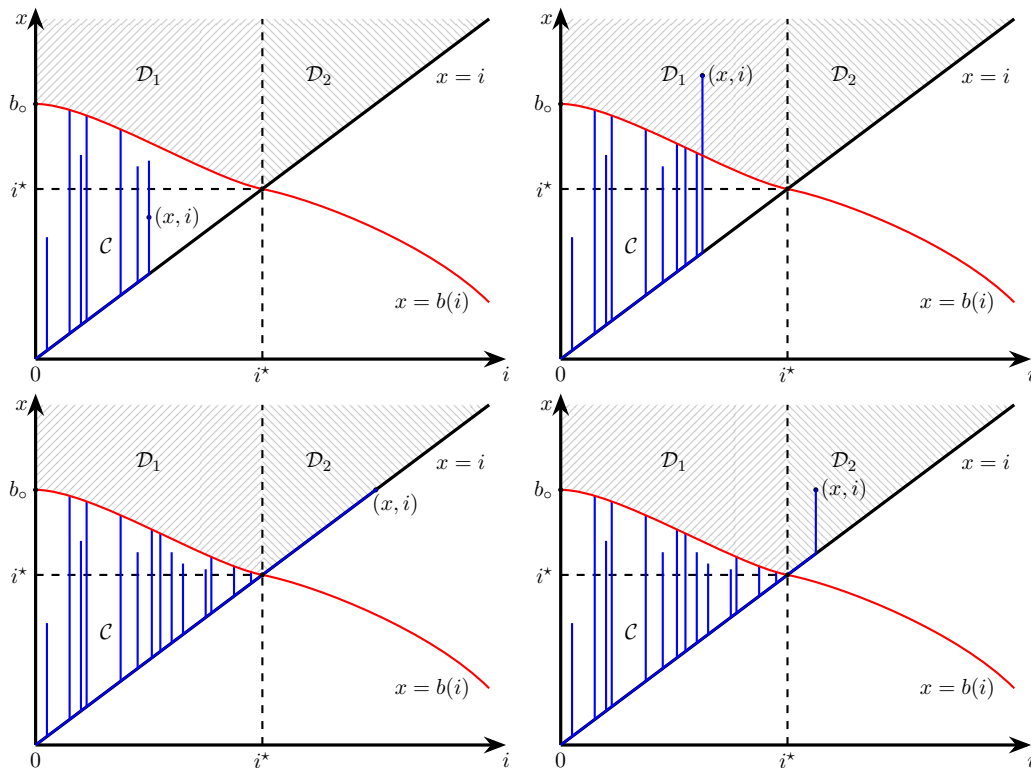 x
𝒟₁
𝒟₂
x = i
b∘
i⋆
(x, i)
𝒞
x = b(i)
0
i⋆
i
x
𝒟₁
(x, i)
𝒟₂
x = i
b∘
i⋆
𝒞
x = b(i)
0
i⋆
i
x
𝒟₁
𝒟₂
x = i
b∘
(x, i)
i⋆
𝒞
x = b(i)
0
i⋆
i
x
𝒟₁
𝒟₂
x = i
b∘
(x, i)
i⋆
𝒞
x = b(i)
0
i⋆
i